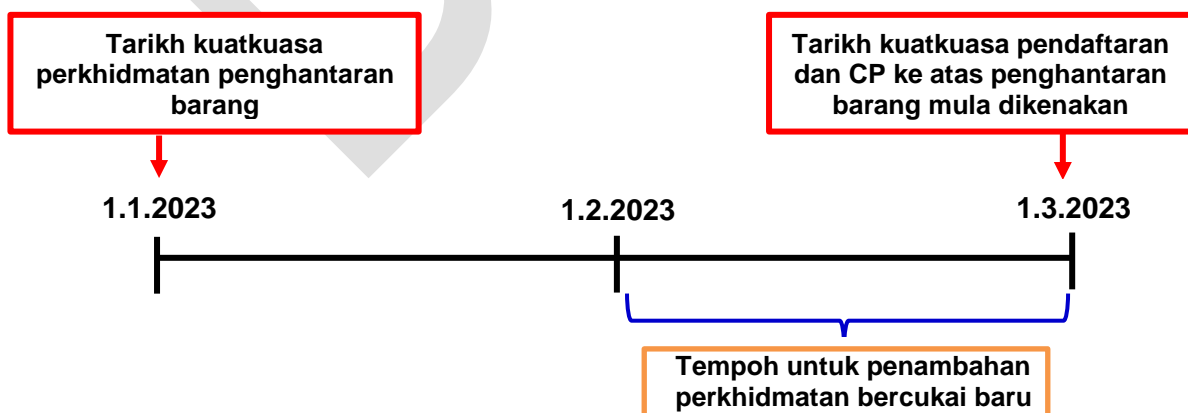 Tarikh kuatkuasa
perkhidmatan penghantaran
barang
Tarikh kuatkuasa pendaftaran
dan CP ke atas penghantaran
barang mula dikenakan
1.1.2023
1.2.2023
1.3.2023
Tempoh untuk penambahan
perkhidmatan bercukai baru